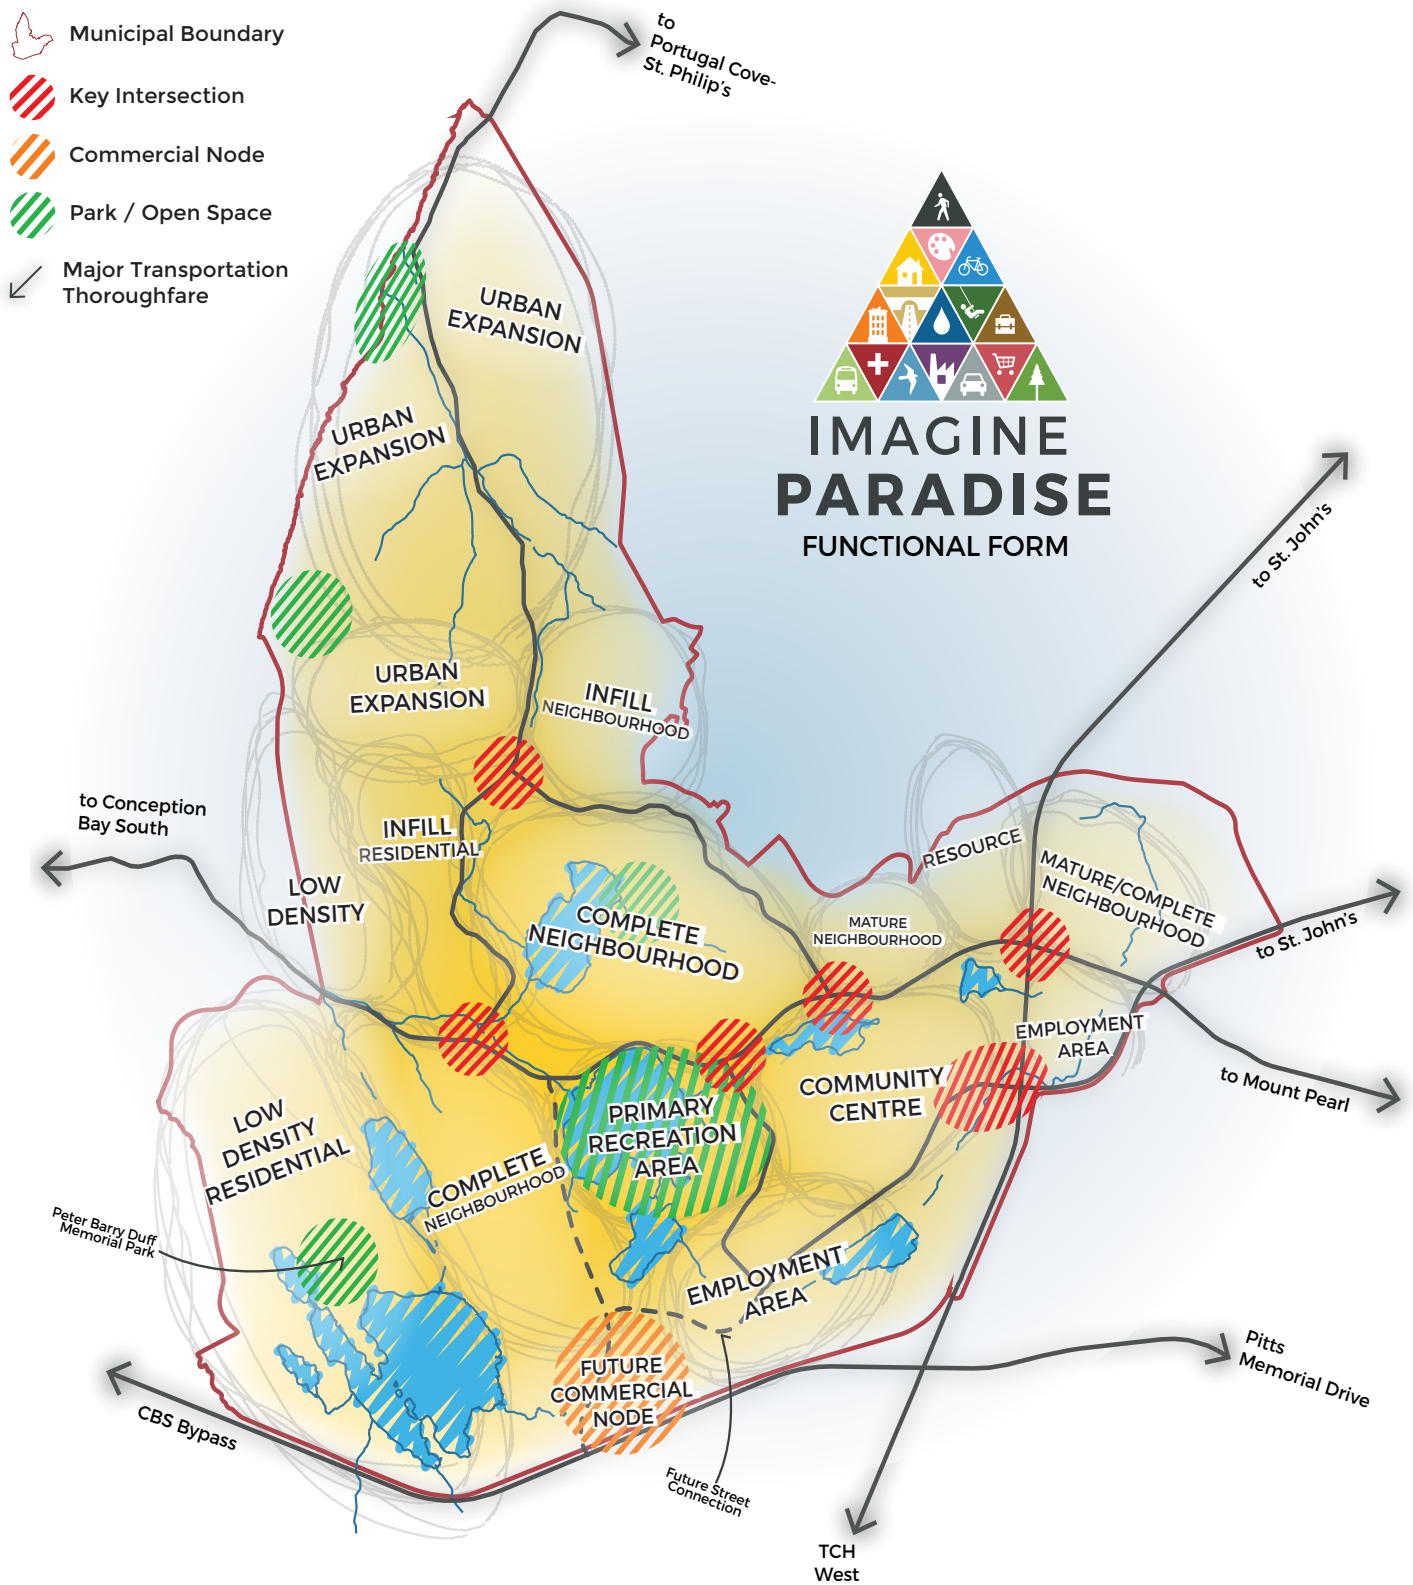 Municipal Boundary
Key Intersection
Commercial Node
Park / Open Space
Major Transportation
Thoroughfare
to
Portugal Cove-
St. Philip's
IMAGINE
PARADISE
FUNCTIONAL FORM
URBAN
EXPANSION
URBAN
EXPANSION
URBAN
EXPANSION
INFILL
NEIGHBOURHOOD
to St. John's
to Conception
Bay South
INFILL
RESIDENTIAL
LOW
DENSITY
COMPLETE
NEIGHBOURHOOD
MATURE
NEIGHBOURHOOD
RESOURCE
MATURE/COMPLETE
NEIGHBOURHOOD
to St. John's
EMPLOYMENT
AREA
to Mount Pearl
COMMUNITY
CENTRE
PRIMARY
RECREATION
AREA
LOW
DENSITY
RESIDENTIAL
COMPLETE
NEIGHBOURHOOD
Peter Barry Duff
Memorial Park
EMPLOYMENT
AREA
FUTURE
COMMERCIAL
NODE
Pitts
Memorial Drive
CBS Bypass
Future Street
Connection
TCH
West